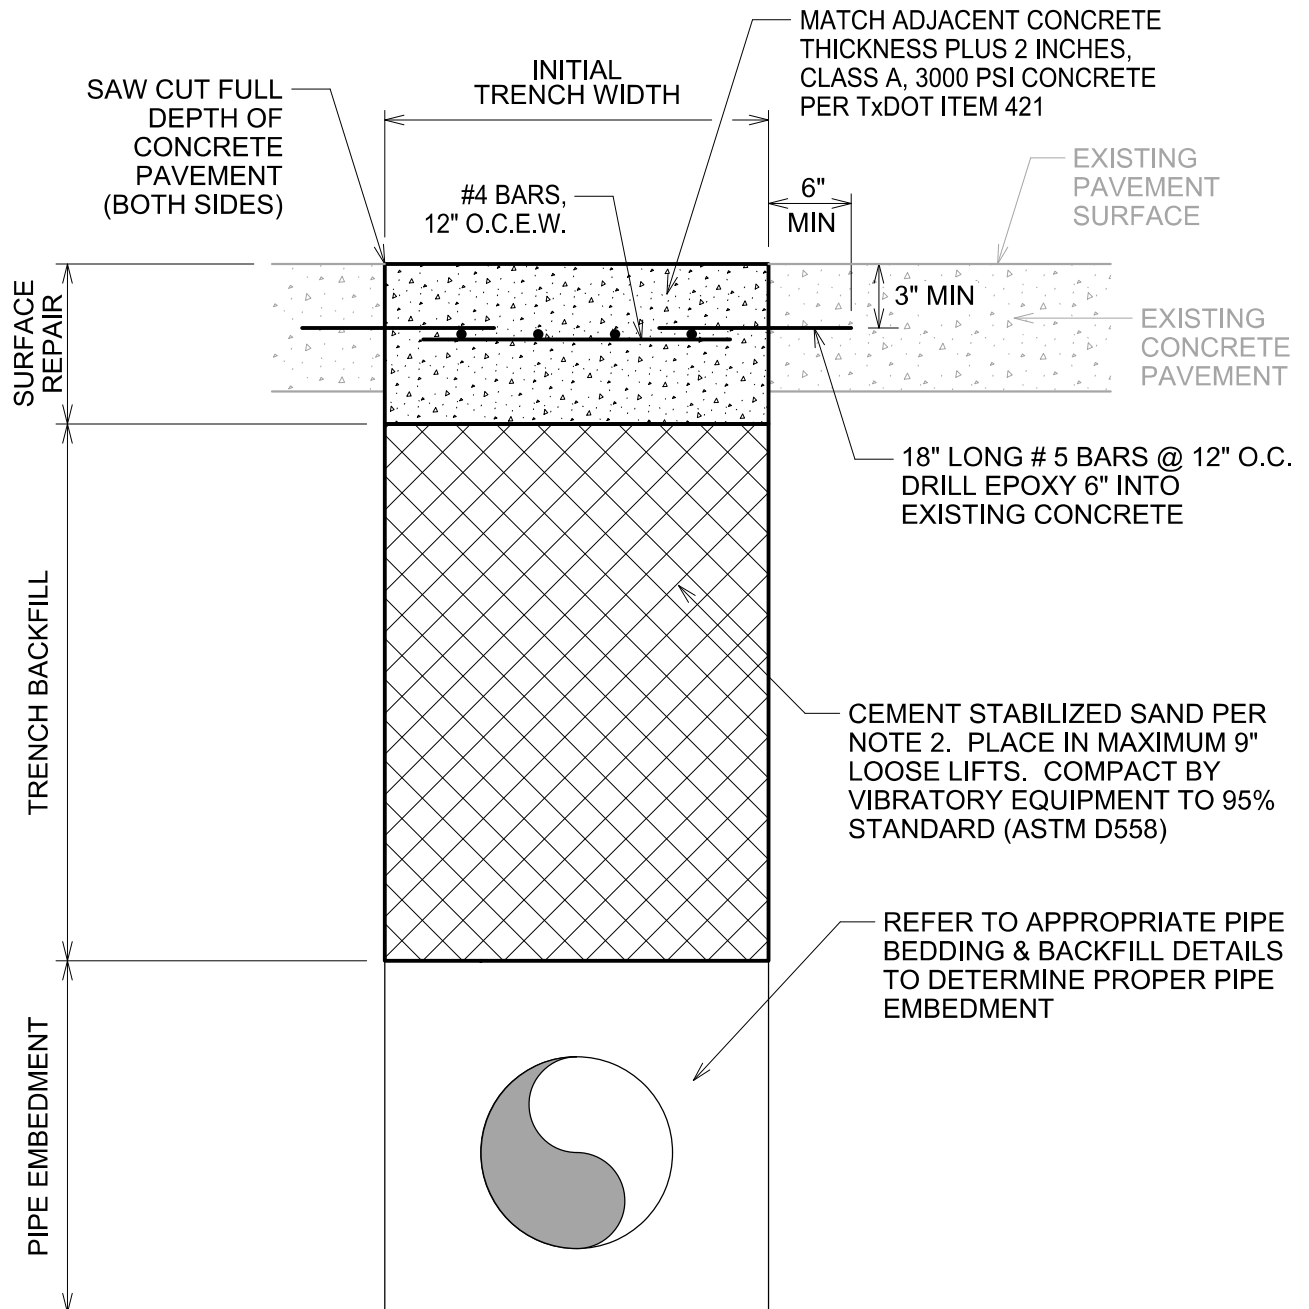 MATCH ADJACENT CONCRETE
THICKNESS PLUS 2 INCHES,
CLASS A, 3000 PSI CONCRETE
PER TxDOT ITEM 421
INITIAL
TRENCH WIDTH
SAW CUT FULL
DEPTH OF
CONCRETE
PAVEMENT
(BOTH SIDES)
#4 BARS,
12" O.C.E.W.
6"
MIN
EXISTING
PAVEMENT
SURFACE
3" MIN
EXISTING
CONCRETE
PAVEMENT
SURFACE
REPAIR
18" LONG # 5 BARS @ 12" O.C.
DRILL EPOXY 6" INTO
EXISTING CONCRETE
TRENCH BACKFILL
CEMENT STABILIZED SAND PER
NOTE 2. PLACE IN MAXIMUM 9"
LOOSE LIFTS. COMPACT BY
VIBRATORY EQUIPMENT TO 95%
STANDARD (ASTM D558)
REFER TO APPROPRIATE PIPE
BEDDING & BACKFILL DETAILS
TO DETERMINE PROPER PIPE
EMBEDMENT
PIPE EMBEDMENT